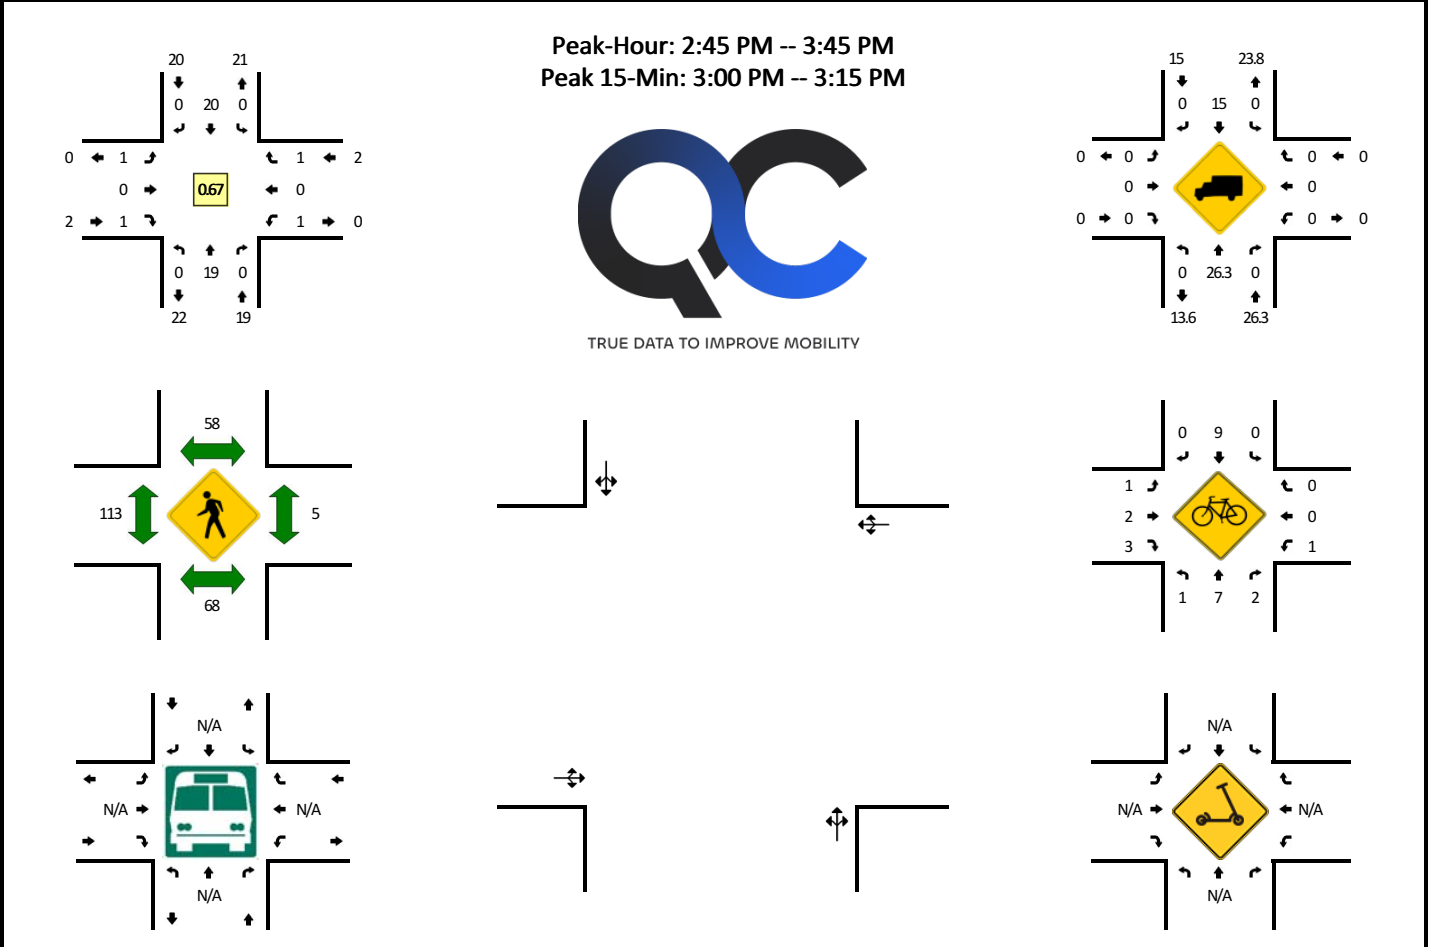 Peak-Hour: 2:45 PM -- 3:45 PM
Peak 15-Min: 3:00 PM -- 3:15 PM
20 21
0 20 0
0 1 1 2
0 0.67 0
2 1 1 0
0 19 0
22 19
QC
TRUE DATA TO IMPROVE MOBILITY
15 23.8
0 15 0
0 0 0 0
0 0
0 0 0 0
0 26.3 0
13.6 26.3
58
113 5
68
0 9 0
1 0
2 0
3 1
1 7 2
N/A
N/A N/A
N/A
N/A
N/A N/A
N/A